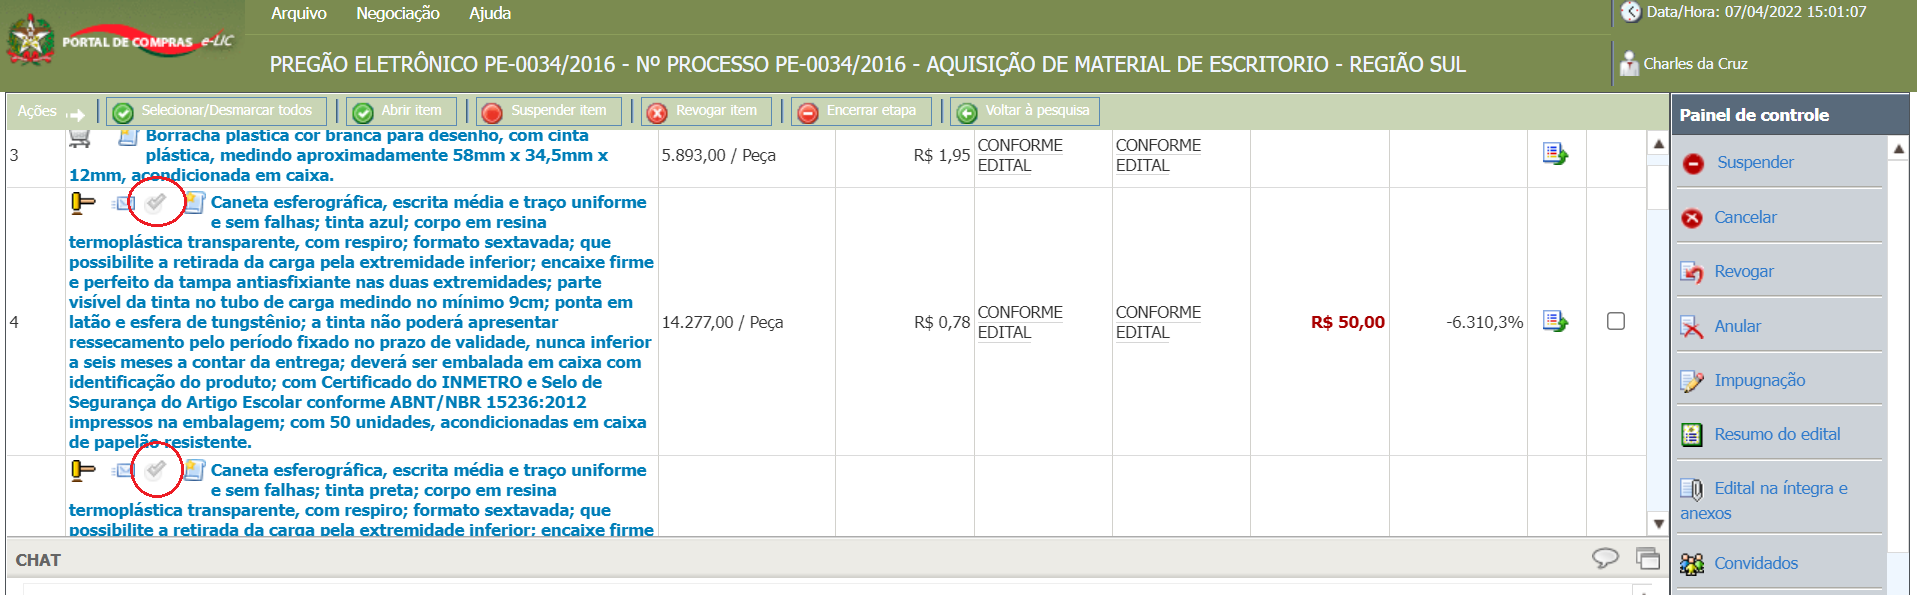 Arquivo Negociação Ajuda
Data/Hora: 07/04/2022 15:01:07
PORTAL DE COMPRAS e-LIC
PREGÃO ELETRÔNICO PE-0034/2016 - Nº PROCESSO PE-0034/2016 - AQUISIÇÃO DE MATERIAL DE ESCRITORIO - REGIÃO SUL
Charles da Cruz
Ações Selecionar/Desmarcar todos Abrir item Suspender item Revogar item Encerrar etapa Voltar à pesquisa
3
Borracha plastica cor branca para desenho, com cinta
plástica, medindo aproximadamente 58mm x 34,5mm x
12mm, acondicionada em caixa.
5.893,00 / Peça
R$ 1,95
CONFORME
EDITAL
CONFORME
EDITAL
4
Caneta esferográfica, escrita média e traço uniforme
e sem falhas; tinta azul; corpo em resina
termoplástica transparente, com respiro; formato sextavada; que
possibilite a retirada da carga pela extremidade inferior; encaixe firme
e perfeito da tampa antiasfixiante nas duas extremidades; parte
visível da tinta no tubo de carga medindo no mínimo 9cm; ponta em
latão e esfera de tungstênio; a tinta não poderá apresentar
ressecamento pelo período fixado no prazo de validade, nunca inferior
a seis meses a contar da entrega; deverá ser embalada em caixa com
identificação do produto; com Certificado do INMETRO e Selo de
Segurança do Artigo Escolar conforme ABNT/NBR 15236:2012
impressos na embalagem; com 50 unidades, acondicionadas em caixa
de papelão resistente.
14.277,00 / Peça
R$ 0,78
CONFORME
EDITAL
CONFORME
EDITAL
R$ 50,00
-6.310,3%
Caneta esferográfica, escrita média e traço uniforme
e sem falhas; tinta preta; corpo em resina
termoplástica transparente, com respiro; formato sextavada; que
possibilite a retirada da carga pela extremidade inferior; encaixe firme
CHAT
Painel de controle
Suspender
Cancelar
Revogar
Anular
Impugnação
Resumo do edital
Edital na íntegra e
anexos
Convidados